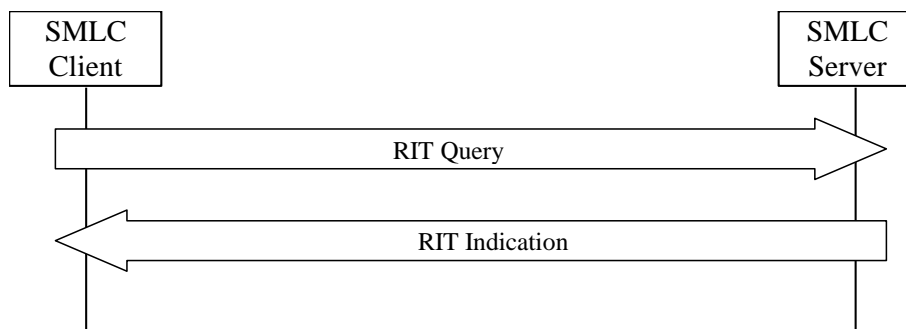 SMLC
Client
SMLC
Server
RIT Query
RIT Indication